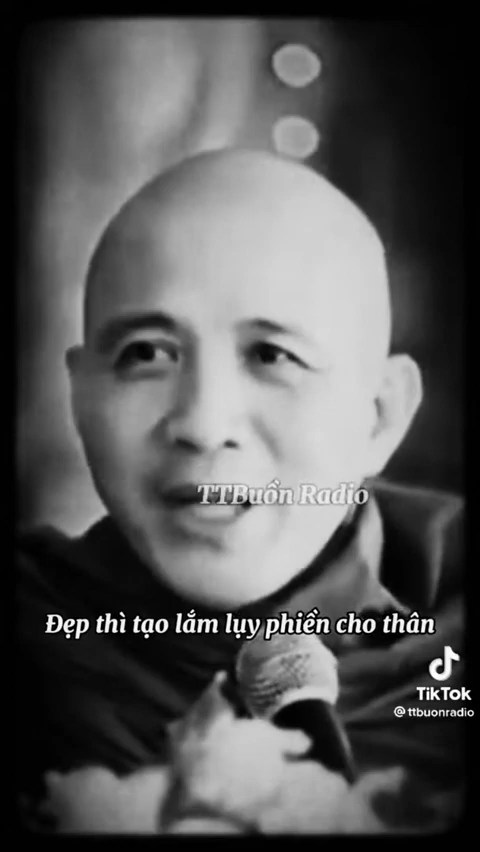 TTBuồn Radio
Đẹp thì tạo lắm lụy phiền cho thân
TikTok
@ttbuonradio